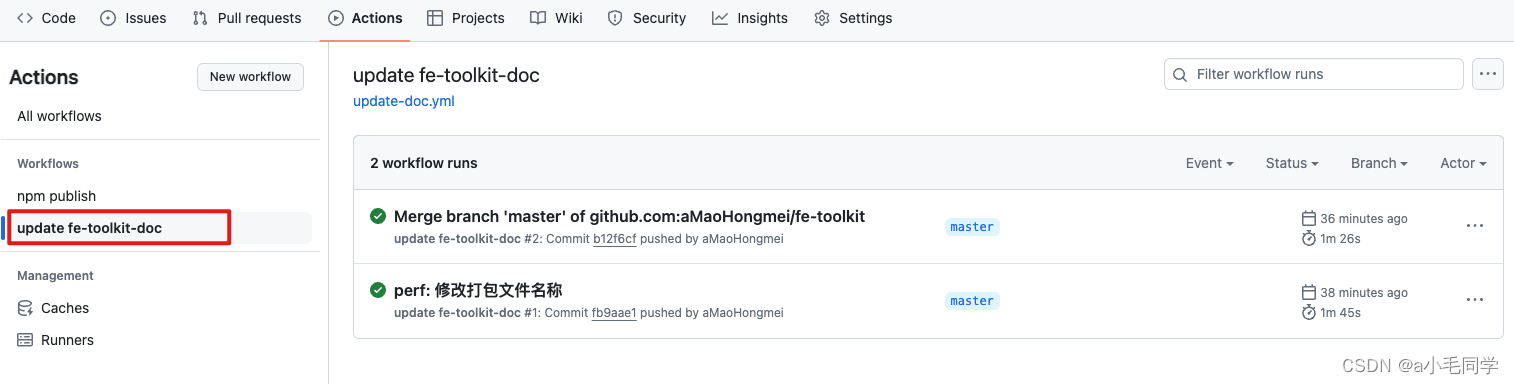 Code Issues Pull requests Actions Projects Wiki Security Insights Settings
Actions
New workflow
All workflows
Workflows
npm publish
update fe-toolkit-doc
Management
Caches
Runners
update fe-toolkit-doc
update-doc.yml
Filter workflow runs
2 workflow runs
Event Status Branch Actor
Merge branch 'master' of github.com:aMaoHongmei/fe-toolkit
update fe-toolkit-doc #2: Commit b12f6cf pushed by aMaoHongmei
master
36 minutes ago
1m 26s
perf: 修改打包文件名称
update fe-toolkit-doc #1: Commit fb9aae1 pushed by aMaoHongmei
master
38 minutes ago
1m 45s
CSDN @a小毛同学